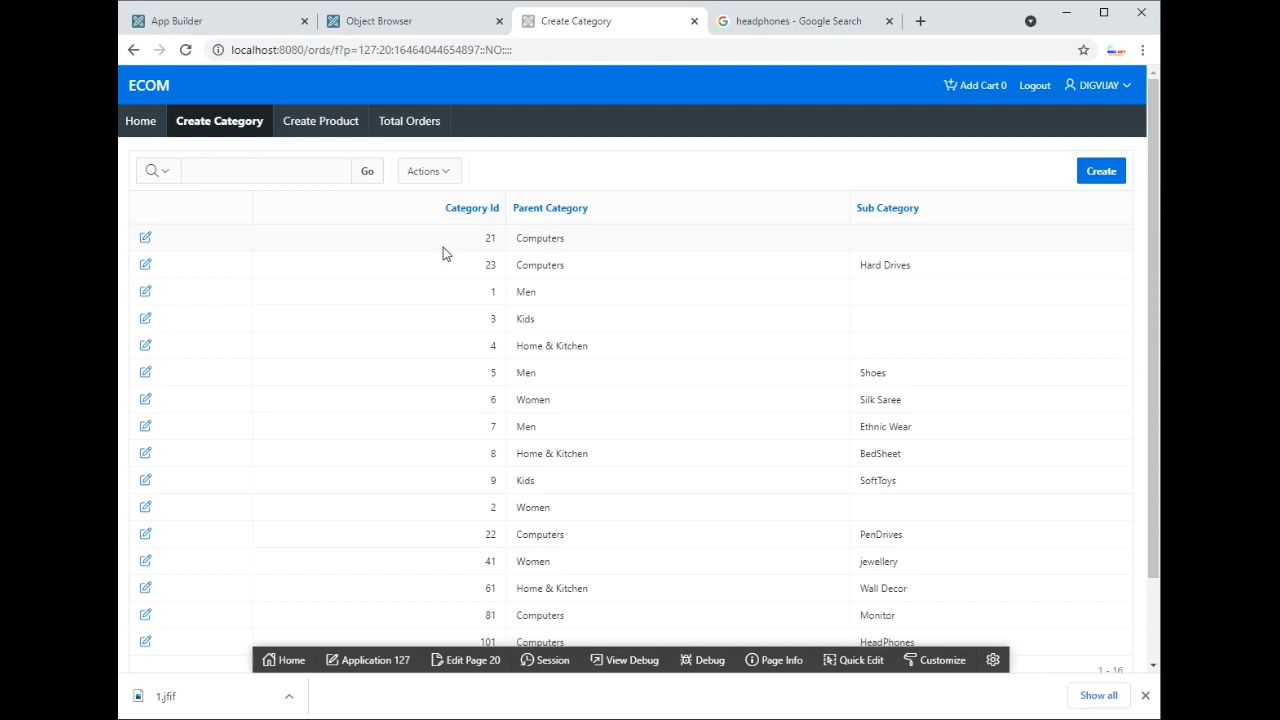 App Builder
Object Browser
Create Category
headphones - Google Search
localhost:8080/ords/f?p=127:20:16464044654897::NO::::
ECOM
Add Cart 0
Logout
DIGVIJAY
Home
Create Category
Create Product
Total Orders
Go
Actions
Create
Category Id Parent Category Sub Category
21 Computers
23 Computers Hard Drives
1 Men
3 Kids
4 Home & Kitchen
5 Men Shoes
6 Women Silk Saree
7 Men Ethnic Wear
8 Home & Kitchen BedSheet
9 Kids SoftToys
2 Women
22 Computers PenDrives
41 Women jewellery
61 Home & Kitchen Wall Decor
81 Computers Monitor
101 Computers HeadPhones
Home
Application 127
Edit Page 20
Session
View Debug
Debug
Page Info
Quick Edit
Customize
1 - 16
1.jfif
Show all